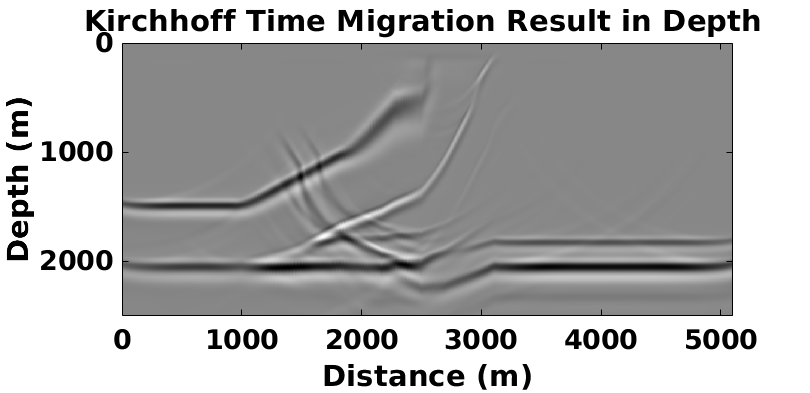 Kirchhoff Time Migration Result in Depth
0
1000
2000
Depth (m)
0 1000 2000 3000 4000 5000
Distance (m)